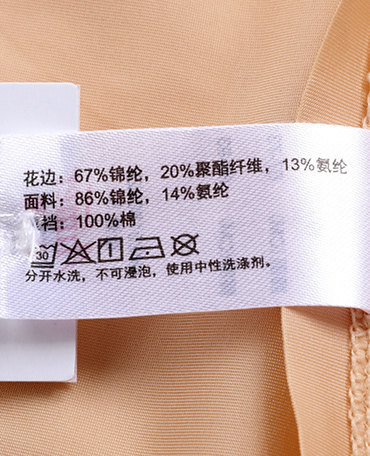 花边：67%锦纶，20%聚酯纤维，13%氨纶
面料：86%锦纶，14%氨纶
裆：100%棉
30
分开水洗，不可浸泡，使用中性洗涤剂。